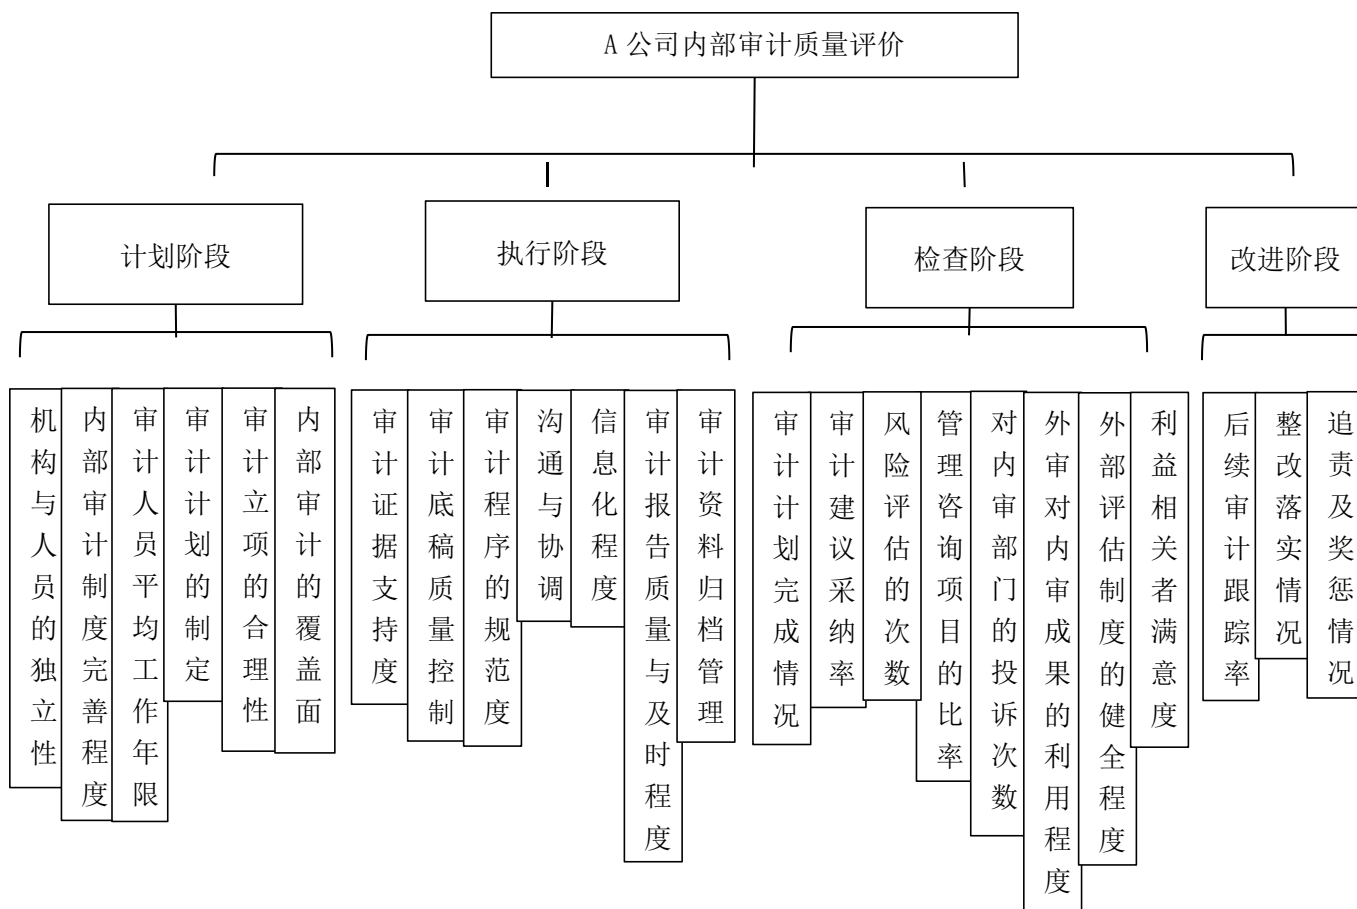 A 公司内部审计质量评价
计划阶段
执行阶段
检查阶段
改进阶段
机构与人员的独立性
内部审计制度完善程度
审计人员平均工作年限
审计计划的制定
审计立项的合理性
内部审计的覆盖面
审计证据支持度
审计底稿质量控制
审计程序的规范度
沟通与协调
信息化程度
审计报告质量与及时程度
审计资料归档管理
审计计划完成情况
审计建议采纳率
风险评估的次数
管理咨询项目的比率
对内审部门的投诉次数
外审对内审成果的利用程度
外部评估制度的健全程度
利益相关者满意度
后续审计跟踪率
整改落实情况
追责及奖惩情况